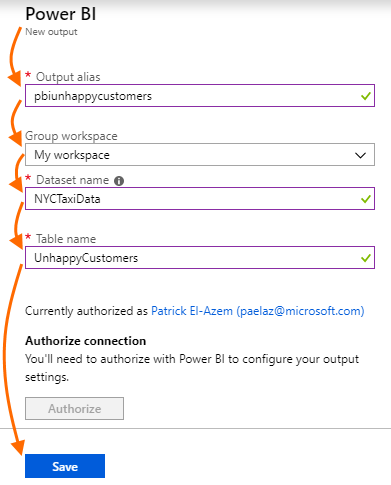 Power BI
New output
* Output alias
pbiunhappycustomers
Group workspace
My workspace
* Dataset name
NYCTaxiData
* Table name
UnhappyCustomers
Currently authorized as Patrick El-Azem (paelaz@microsoft.com)
Authorize connection
You'll need to authorize with Power BI to configure your output
settings.
Authorize
Save